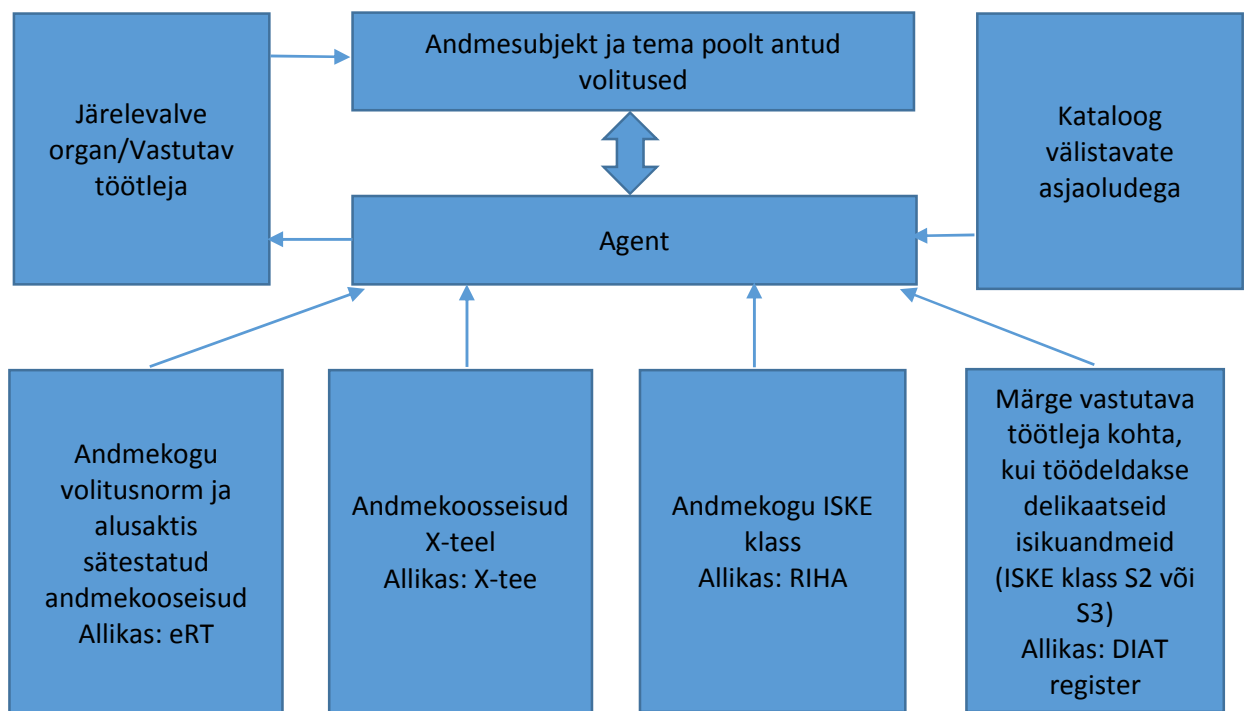 Andmesubjekt ja tema poolt antud
volitused
Järelevalve
organ/Vastutav
töötleja
Kataloog
välistavate
asjaoludega
Agent
Andmekogu
volitusnorm ja
alusaktis
sätestatud
andmekooseisud
Allikas: eRT
Andmekoosseisud
X-teel
Allikas: X-tee
Andmekogu ISKE
klass
Allikas: RIHA
Märge vastutava
töötleja kohta,
kui töödeldakse
delikaatseid
isikuandmeid
(ISKE klass S2 või
S3)
Allikas: DIAT
register